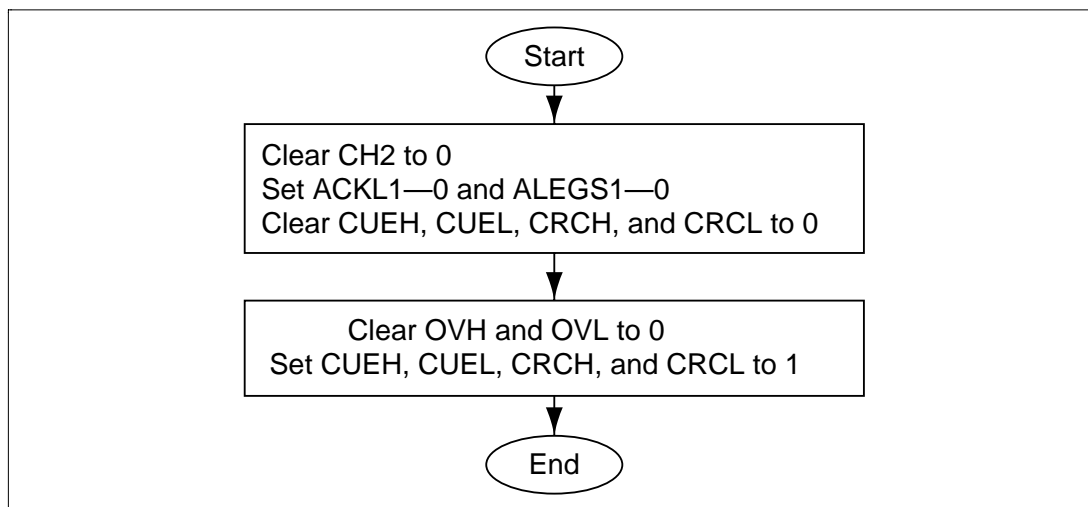 Start
Clear CH2 to 0
Set ACKL1—0 and ALEGS1—0
Clear CUEH, CUEL, CRCH, and CRCL to 0
Clear OVH and OVL to 0
Set CUEH, CUEL, CRCH, and CRCL to 1
End